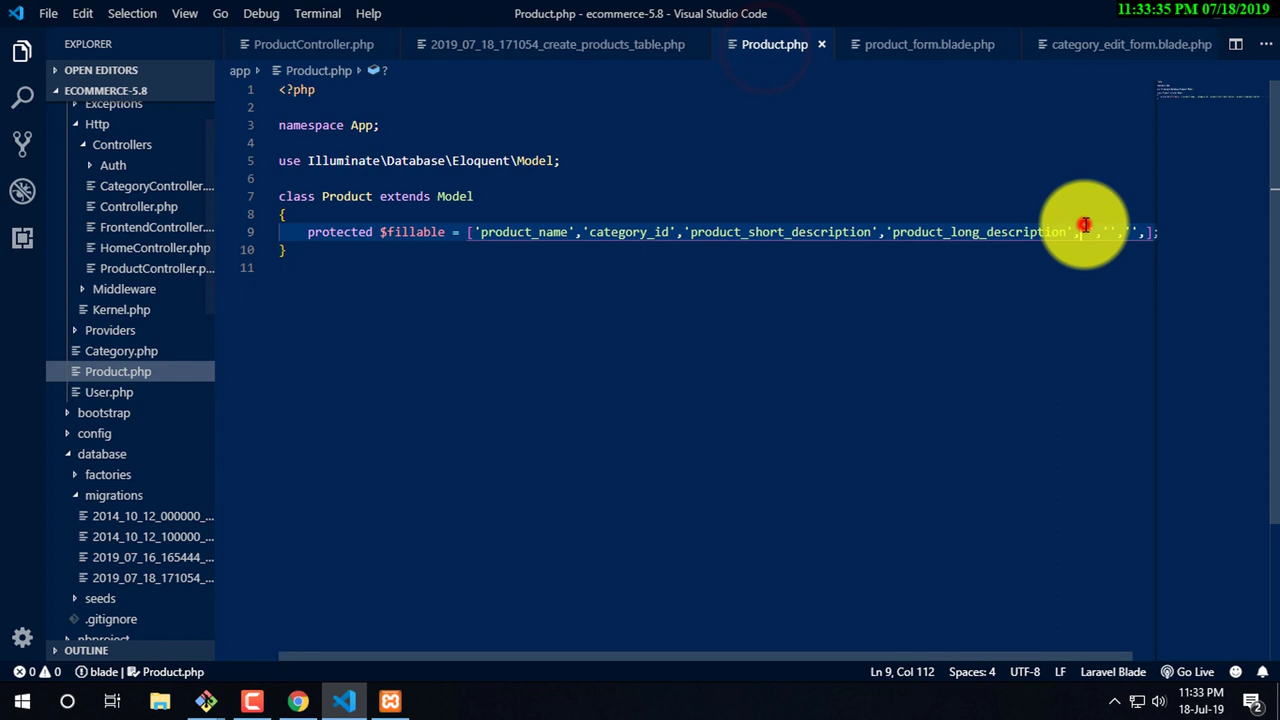 File Edit Selection View Go Debug Terminal Help
Product.php - ecommerce-5.8 - Visual Studio Code
11:33:35 PM 07/18/2019
EXPLORER
ProductController.php
2019_07_18_171054_create_products_table.php
Product.php
product_form.blade.php
category_edit_form.blade.php
OPEN EDITORS
ECOMMERCE-5.8
Exceptions
Http
Controllers
Auth
CategoryController....
Controller.php
FrontendController....
HomeController.php
ProductController.p...
Middleware
Kernel.php
Providers
Category.php
Product.php
User.php
bootstrap
config
database
factories
migrations
2014_10_12_000000_...
2014_10_12_100000_...
2019_07_16_165444_...
2019_07_18_171054_...
seeds
.gitignore
nbproject
OUTLINE
app Product.php ?
1 <?php
2
3 namespace App;
4
5 use Illuminate\Database\Eloquent\Model;
6
7 class Product extends Model
8 {
9 protected $fillable = ['product_name','category_id','product_short_description','product_long_description','','','',];
10 }
11
0 0 blade Product.php
Ln 9, Col 112 Spaces: 4 UTF-8 LF Laravel Blade Go Live
11:33 PM
18-Jul-19
2